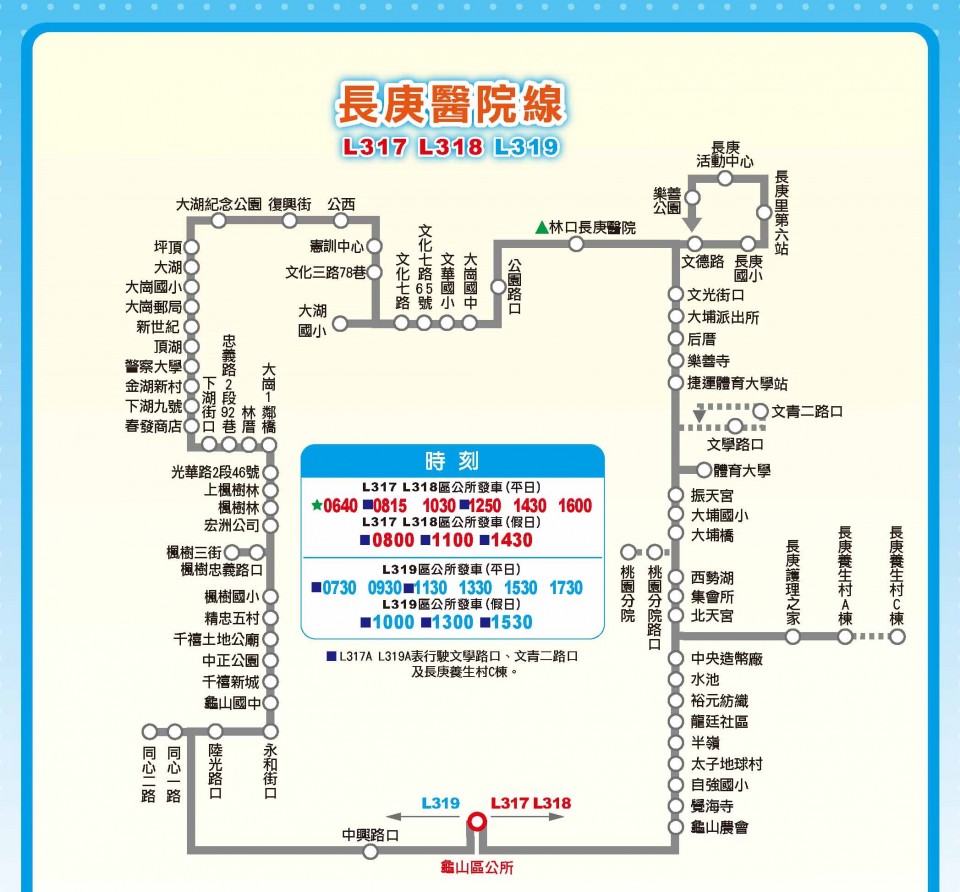 長庚醫院線
L317 L318 L319
長庚
活動中心
樂善
公園
長庚里第六站
文德路
長庚
國小
▲林口長庚醫院
公園路口
大崗國中
文華國小
文化七路65號
文化七路
大湖
國小
文化三路78巷
憲訓中心
公西
復興街
大湖紀念公園
坪頂
大湖
大崗國小
大崗郵局
新世紀
頂湖
警察大學
金湖新村
下湖九號
春發商店
下湖街口
忠義路2段92巷
林厝
大崗1鄰橋
光華路2段46號
上楓樹林
楓樹林
宏洲公司
楓樹三街
楓樹忠義路口
楓樹國小
精忠五村
千禧土地公廟
中正公園
千禧新城
龜山國中
永和街口
陸光路口
同心一路
同心二路
中興路口
龜山區公所
L319
L317 L318
文光街口
大埔派出所
后厝
樂善寺
捷運體育大學站
文青二路口
文學路口
體育大學
振天宮
大埔國小
大埔橋
桃園分院
桃園分院路口
西勢湖
集會所
北天宮
長庚護理之家
長庚養生村A棟
長庚養生村C棟
中央造幣廠
水池
裕元紡織
龍廷社區
半嶺
太子地球村
自強國小
覺海寺
龜山農會
時刻
L317 L318區公所發車(平日)
★0640 ■0815 1030 ■1250 1430 1600
L317 L318區公所發車(假日)
■0800 ■1100 ■1430
L319區公所發車(平日)
■0730 0930 ■1130 1330 1530 1730
L319區公所發車(假日)
■1000 ■1300 ■1530
■L317A L319A表行駛文學路口、文青二路口
及長庚養生村C棟。